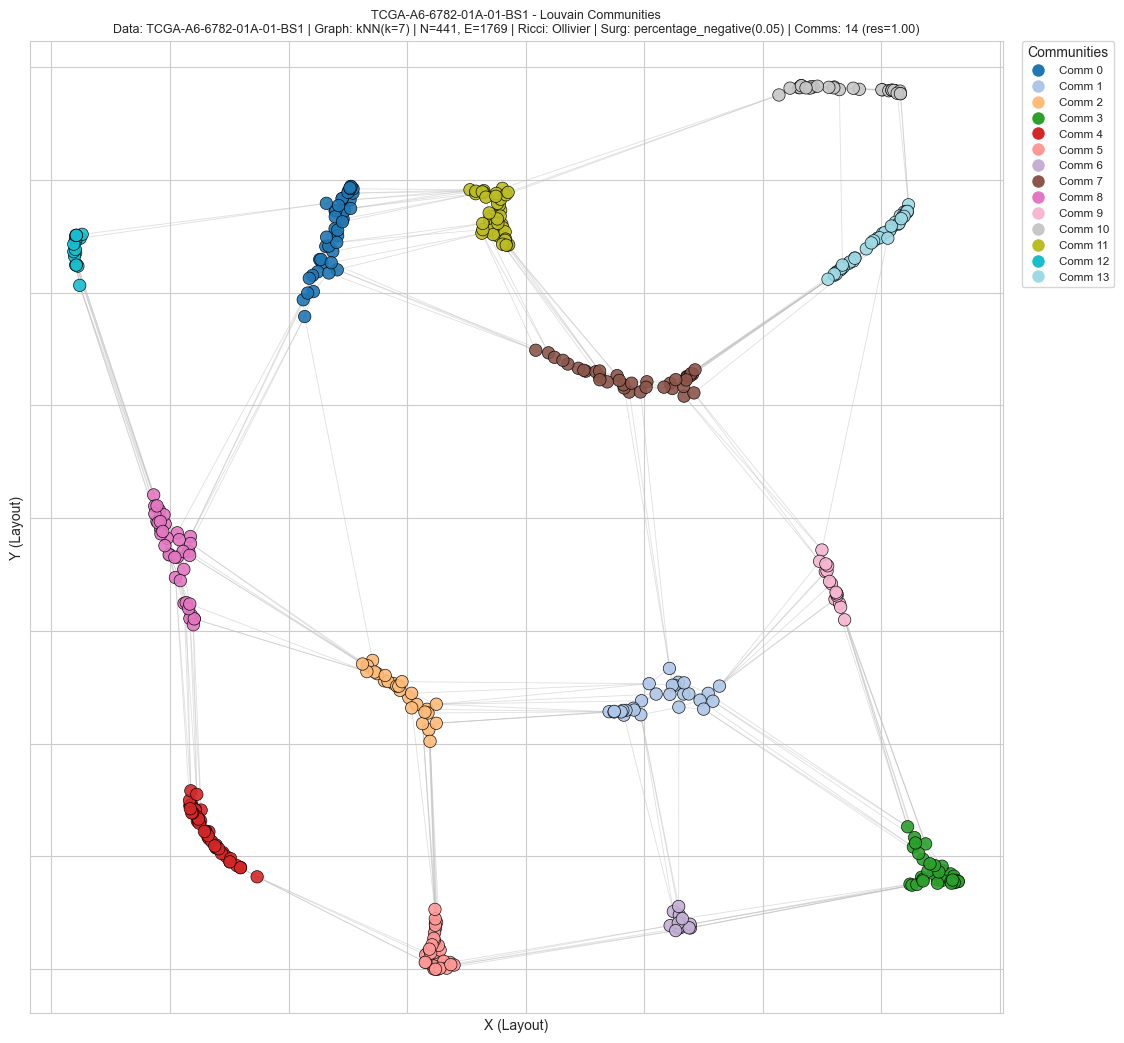 TCGA-A6-6782-01A-01-BS1 - Louvain Communities
Data: TCGA-A6-6782-01A-01-BS1 | Graph: kNN(k=7) | N=441, E=1769 | Ricci: Ollivier | Surg: percentage_negative(0.05) | Comms: 14 (res=1.00)
Communities
Comm 0
Comm 1
Comm 2
Comm 3
Comm 4
Comm 5
Comm 6
Comm 7
Comm 8
Comm 9
Comm 10
Comm 11
Comm 12
Comm 13
Y (Layout)
X (Layout)